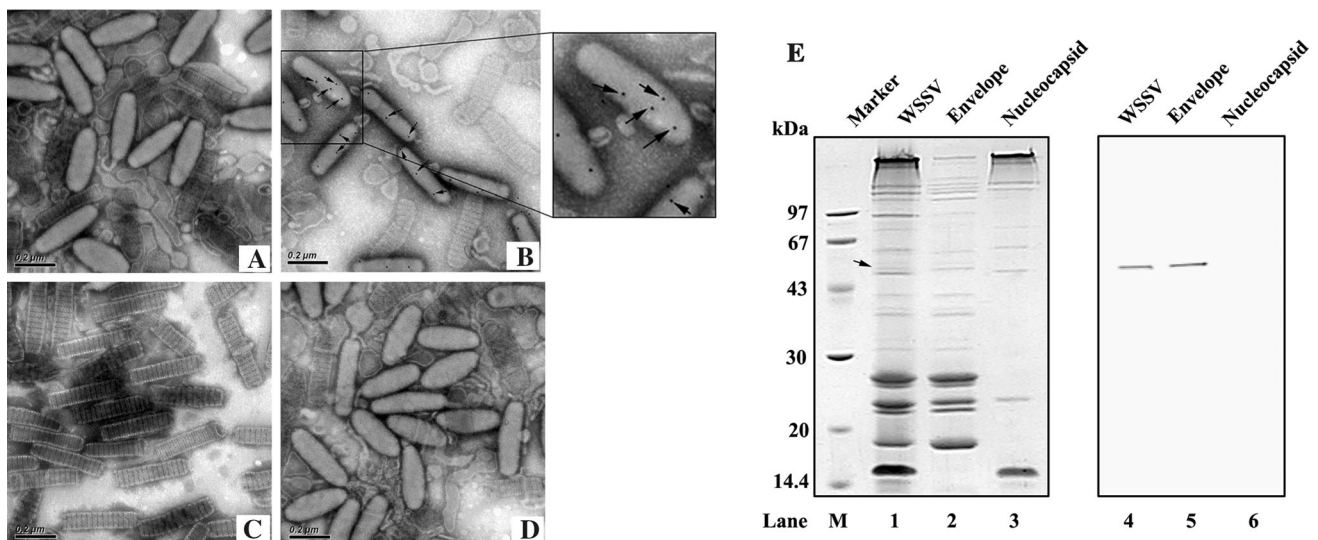 A
0.2 µm
B
0.2 µm
C
0.2 µm
D
0.2 µm
E
kDa
Marker
WSSV
Envelope
Nucleocapsid
WSSV
Envelope
Nucleocapsid
97
67
43
30
20
14.4
Lane M 1 2 3 4 5 6